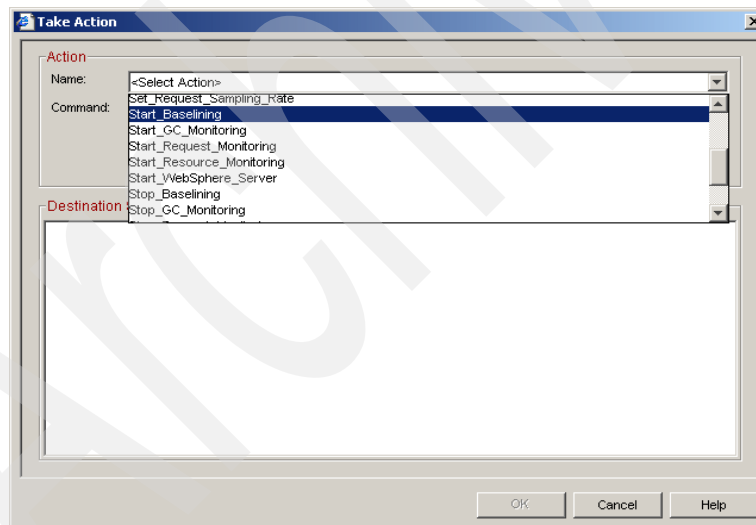 Take Action
Action
Name:
<Select Action>
Command:
Set_Request_Sampling_Rate
Start_Baselining
Start_GC_Monitoring
Start_Request_Monitoring
Start_Resource_Monitoring
Start_WebSphere_Server
Stop_Baselining
Stop_GC_Monitoring
Destination
OK
Cancel
Help